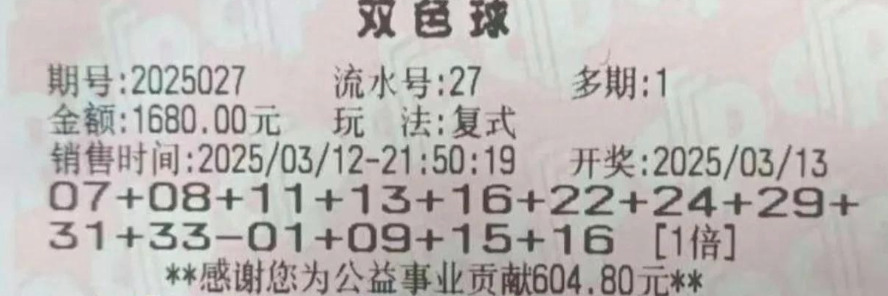 双色球
期号:2025027 流水号:27 多期:1
金额:1680.00元 玩 法:复式
销售时间:2025/03/12-21:50:19 开奖:2025/03/13
07+08+11+13+16+22+24+29+
31+33-01+09+15+16 [1倍]
**感谢您为公益事业贡献604.80元**